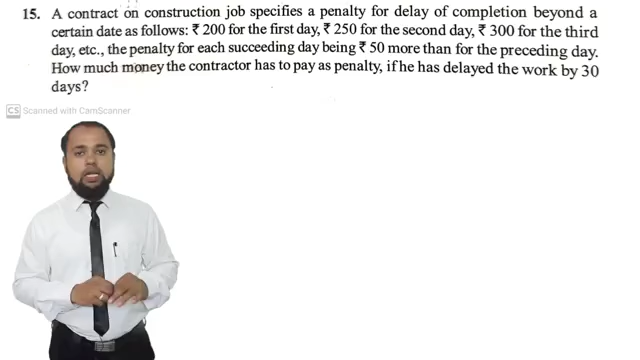 15. A contract on construction job specifies a penalty for delay of completion beyond a
certain date as follows: ₹ 200 for the first day, ₹ 250 for the second day, ₹ 300 for the third
day, etc., the penalty for each succeeding day being ₹ 50 more than for the preceding day.
How much money the contractor has to pay as penalty, if he has delayed the work by 30
days?
CS Scanned with CamScanner